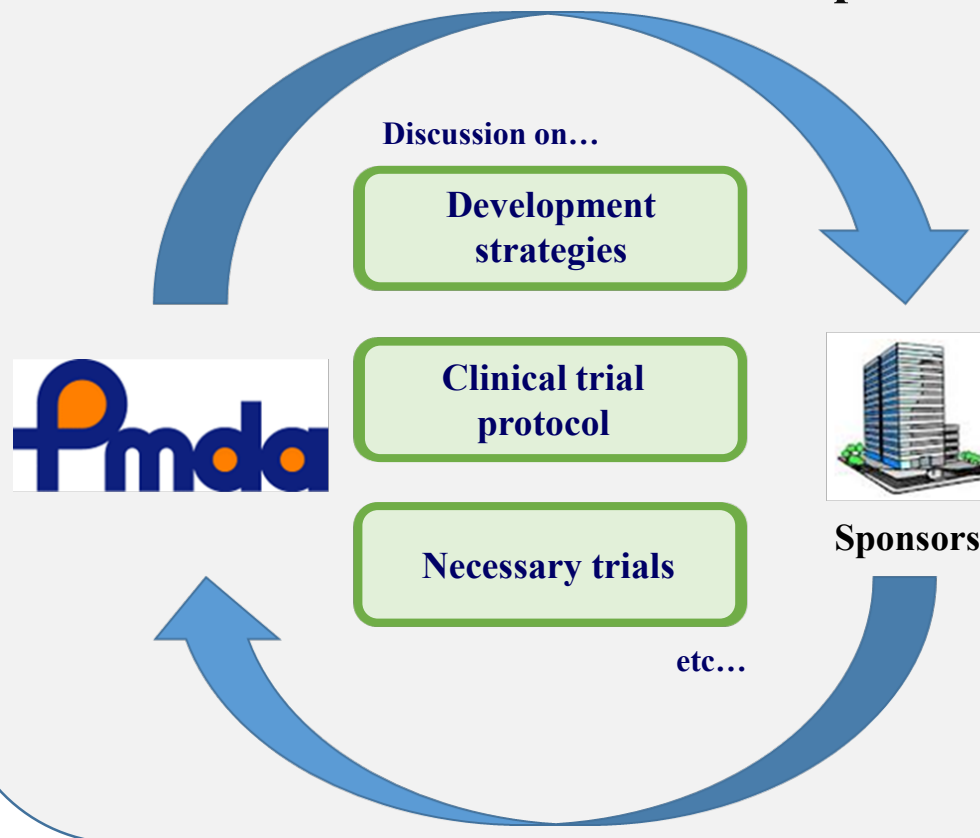 Discussion on…
Development
strategies
Clinical trial
protocol
Pmda
Necessary trials
Sponsors
etc…